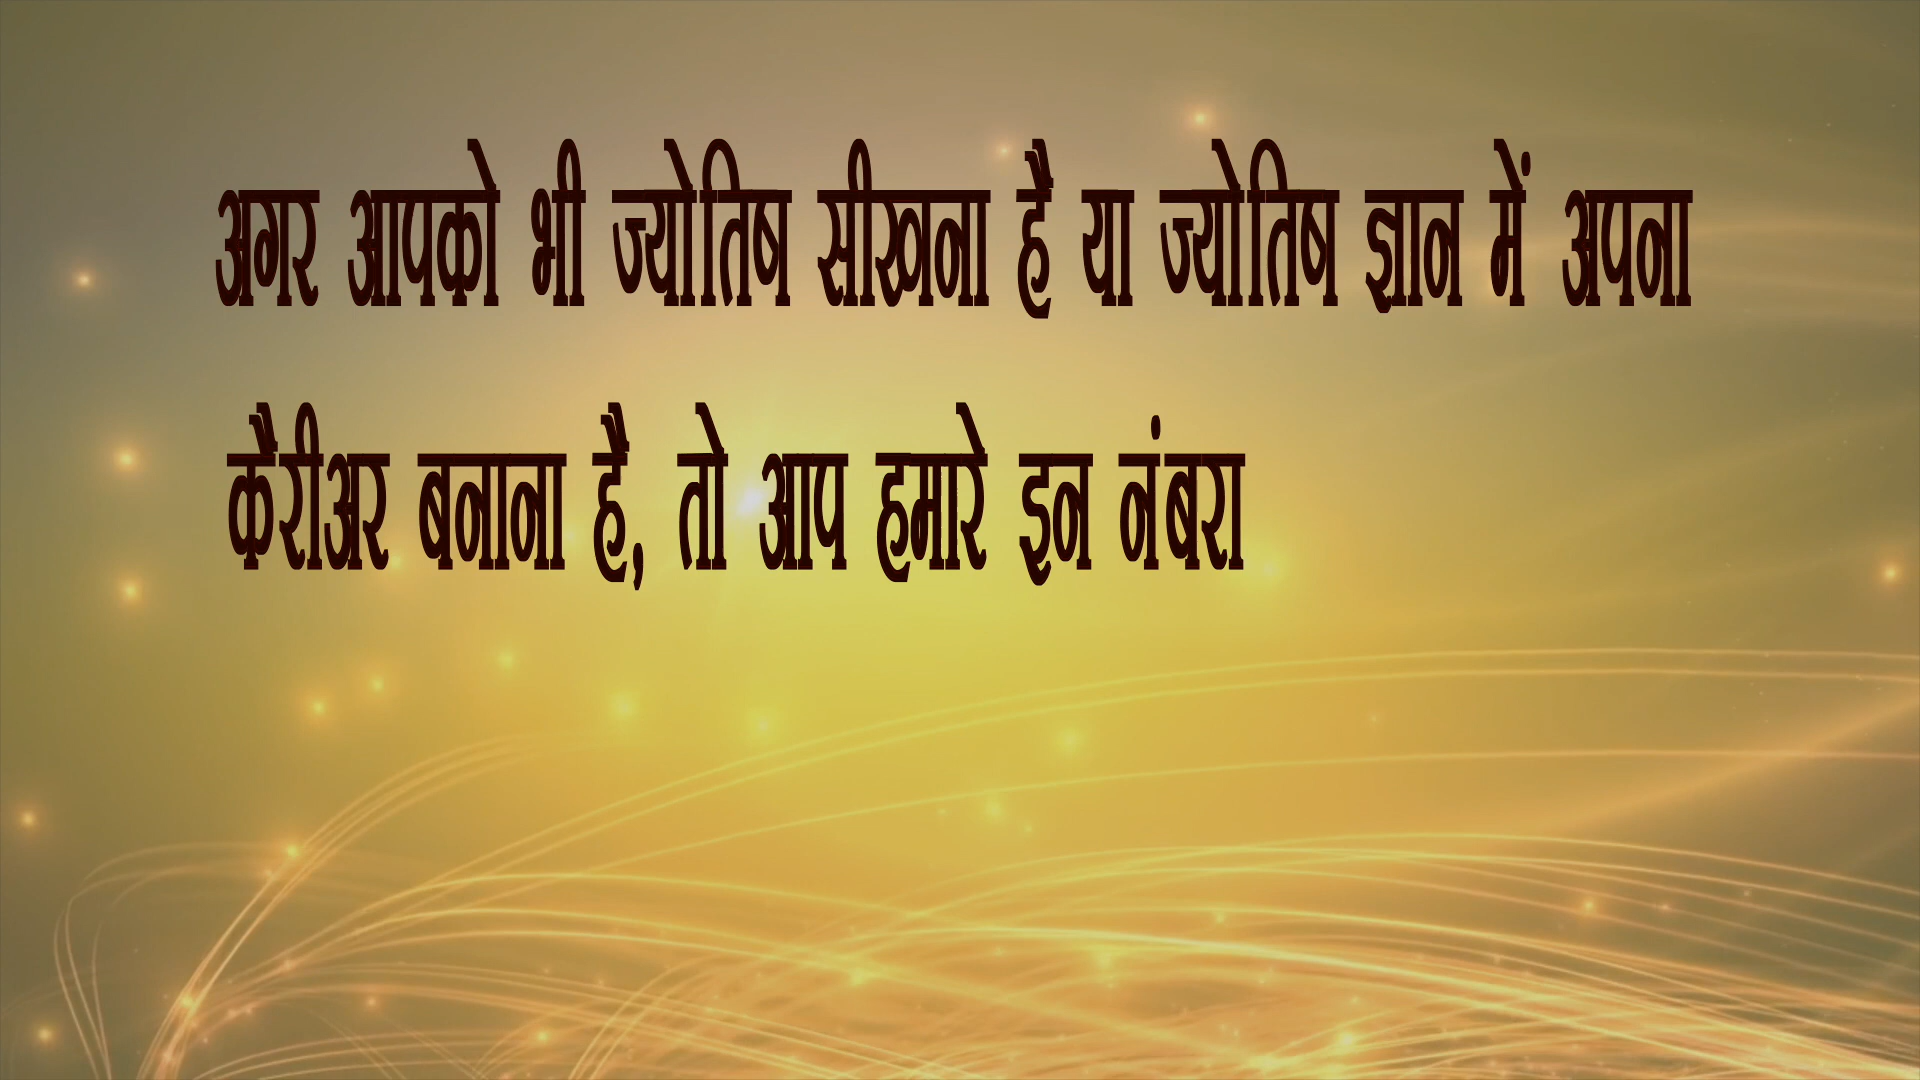 अगर आपको भी ज्योतिष सीखना है या ज्योतिष ज्ञान में अपना
कैरीअर बनाना है, तो आप हमारे इन नंबरा